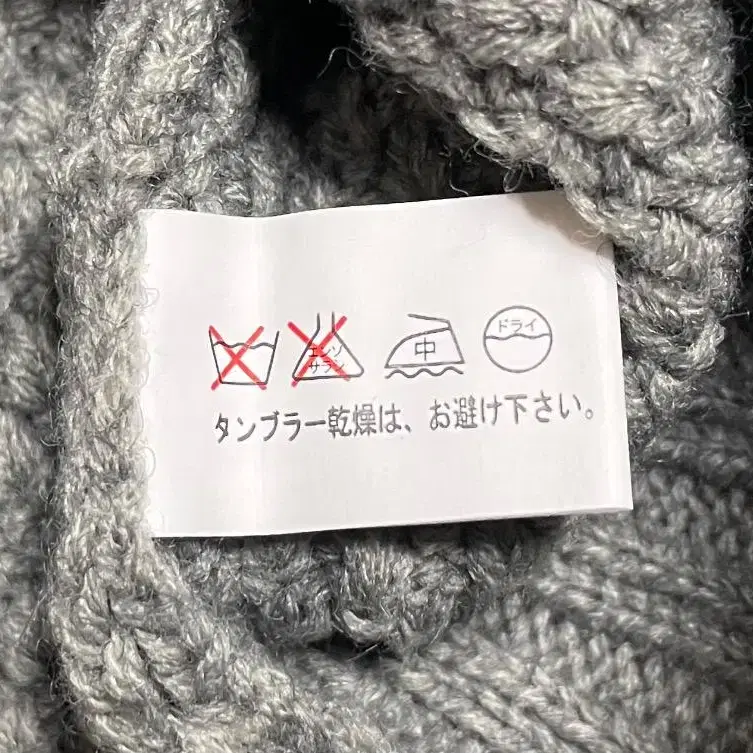 エンソ
サラシ
中
ドライ
タンブラー乾燥は、お避け下さい。